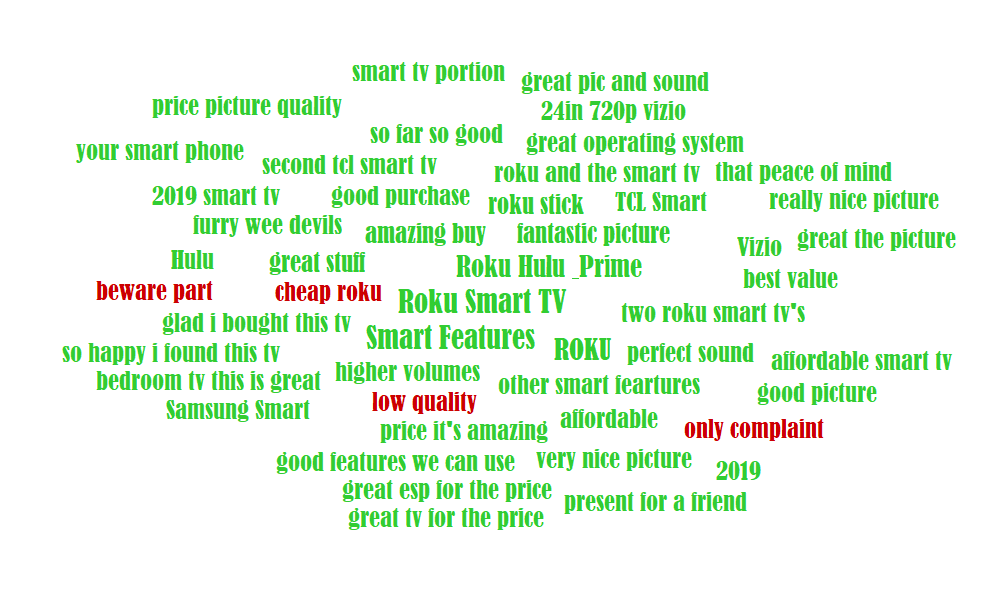 smart tv portion
great pic and sound
price picture quality
24in 720p vizio
so far so good
great operating system
your smart phone
second tcl smart tv
roku and the smart tv
that peace of mind
2019 smart tv
good purchase
roku stick
TCL Smart
really nice picture
furry wee devils
amazing buy
fantastic picture
Vizio
great the picture
Hulu
great stuff
Roku Hulu _Prime
best value
beware part
cheap roku
Roku Smart TV
two roku smart tv's
glad i bought this tv
Smart Features
ROKU
perfect sound
so happy i found this tv
affordable smart tv
bedroom tv this is great
higher volumes
other smart feartures
good picture
Samsung Smart
low quality
affordable
only complaint
price it's amazing
good features we can use
very nice picture
2019
great esp for the price
present for a friend
great tv for the price